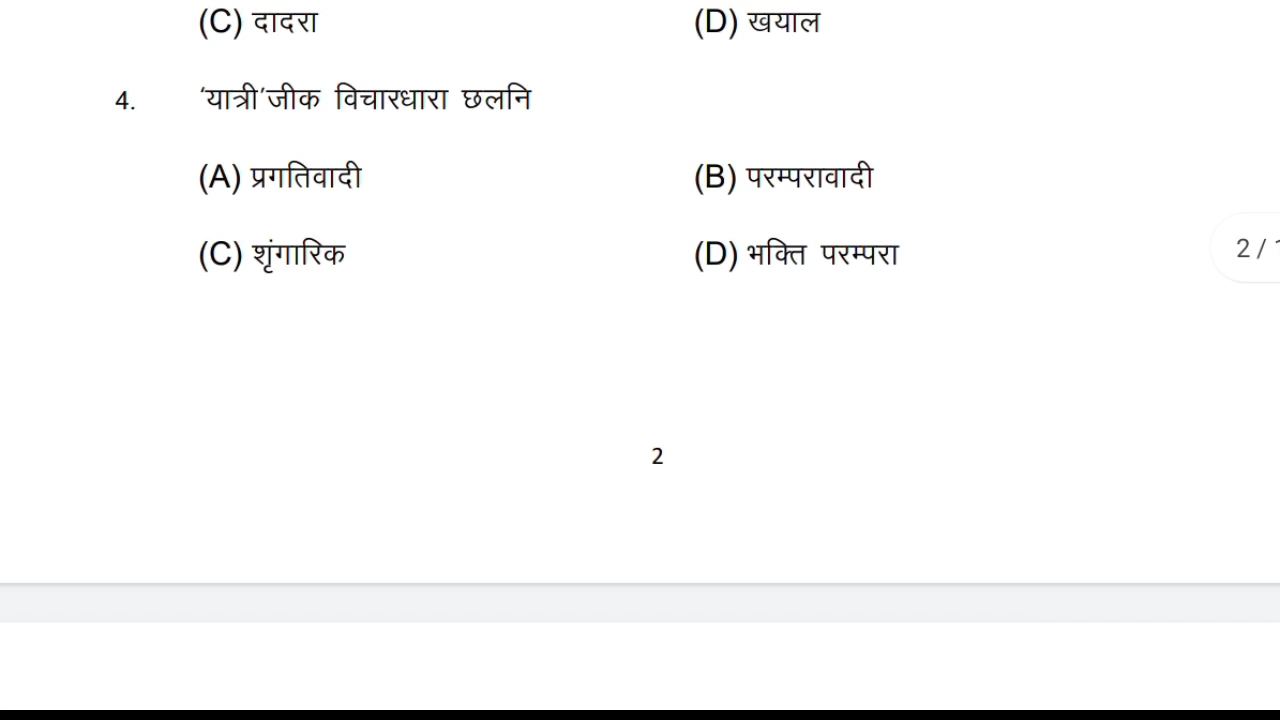 (C) दादरा (D) खयाल
4. ‘यात्री’जीक विचारधारा छलनि
(A) प्रगतिवादी (B) परम्परावादी
(C) शृंगारिक (D) भक्ति परम्परा
2 /
2